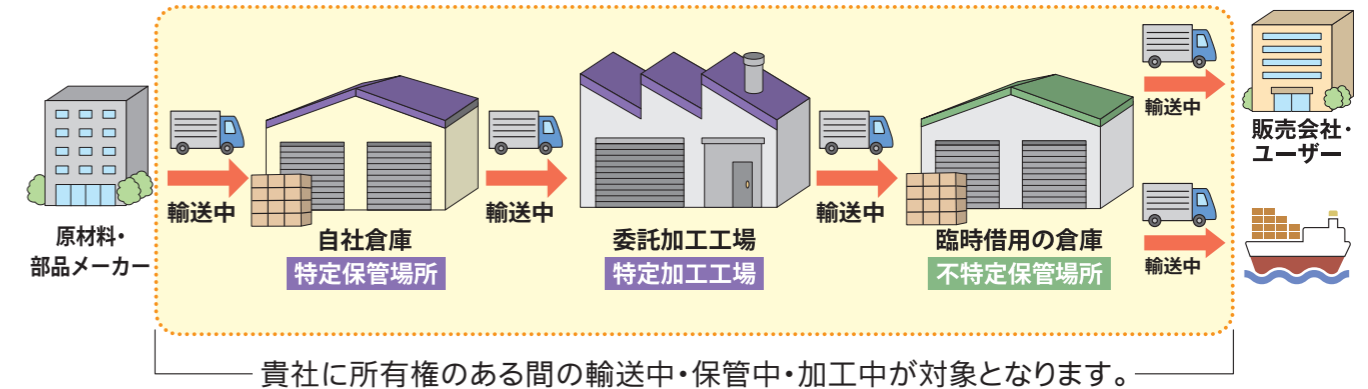 原材料・
部品メーカー
輸送中
自社倉庫
特定保管場所
輸送中
委託加工工場
特定加工工場
輸送中
臨時借用の倉庫
不特定保管場所
輸送中
販売会社・
ユーザー
輸送中
貴社に所有権のある間の輸送中・保管中・加工中が対象となります。